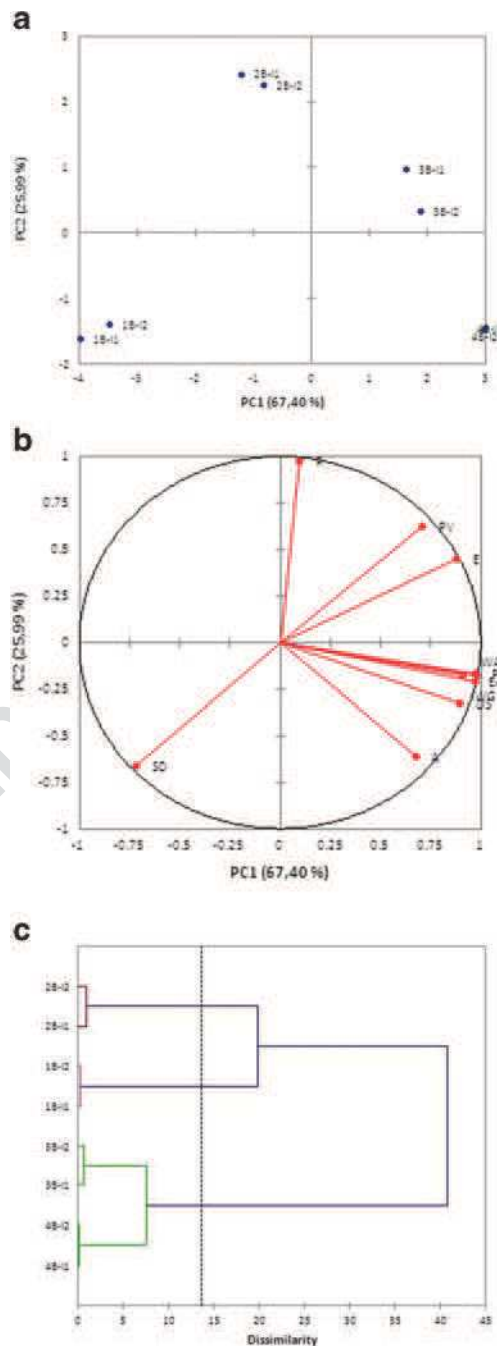 a
3
2B-I1
2B-I2
2
1
3B-I1
3B-I2
0
-1
1B-I2
1B-I1
-2
-4 -3 -2 -1 0 1 2 3
PC2 (25,99 %)
PC1 (67,40 %)
b
1
0.75
PV
0.5
E
0.25
0
-0.25
-0.5
A
SO
-0.75
-1
-1 -0.75 -0.5 -0.25 0 0.25 0.5 0.75 1
PC2 (25,99 %)
PC1 (67,40 %)
c
2B-I2
2B-I1
1B-I2
1B-I1
3B-I2
3B-I1
4B-I2
4B-I1
0 5 10 15 20 25 30 35 40 45
Dissimilarity